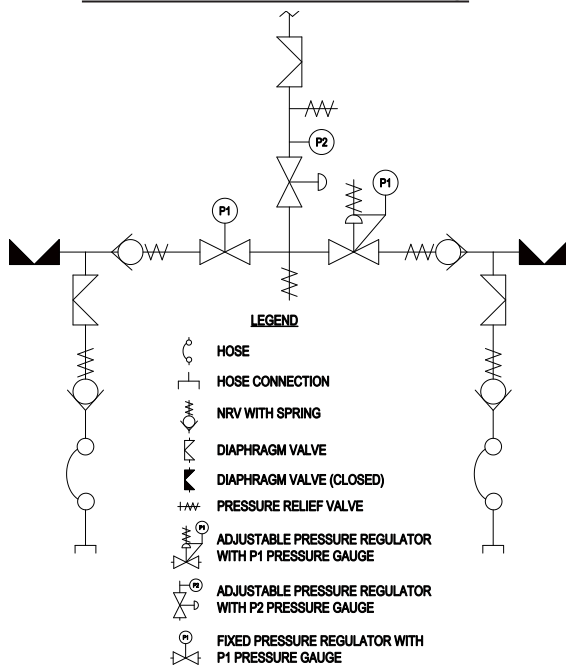 P2
P1
P1
LEGEND
HOSE
HOSE CONNECTION
NRV WITH SPRING
DIAPHRAGM VALVE
DIAPHRAGM VALVE (CLOSED)
PRESSURE RELIEF VALVE
P1
ADJUSTABLE PRESSURE REGULATOR
WITH P1 PRESSURE GAUGE
P2
ADJUSTABLE PRESSURE REGULATOR
WITH P2 PRESSURE GAUGE
P1
FIXED PRESSURE REGULATOR WITH
P1 PRESSURE GAUGE